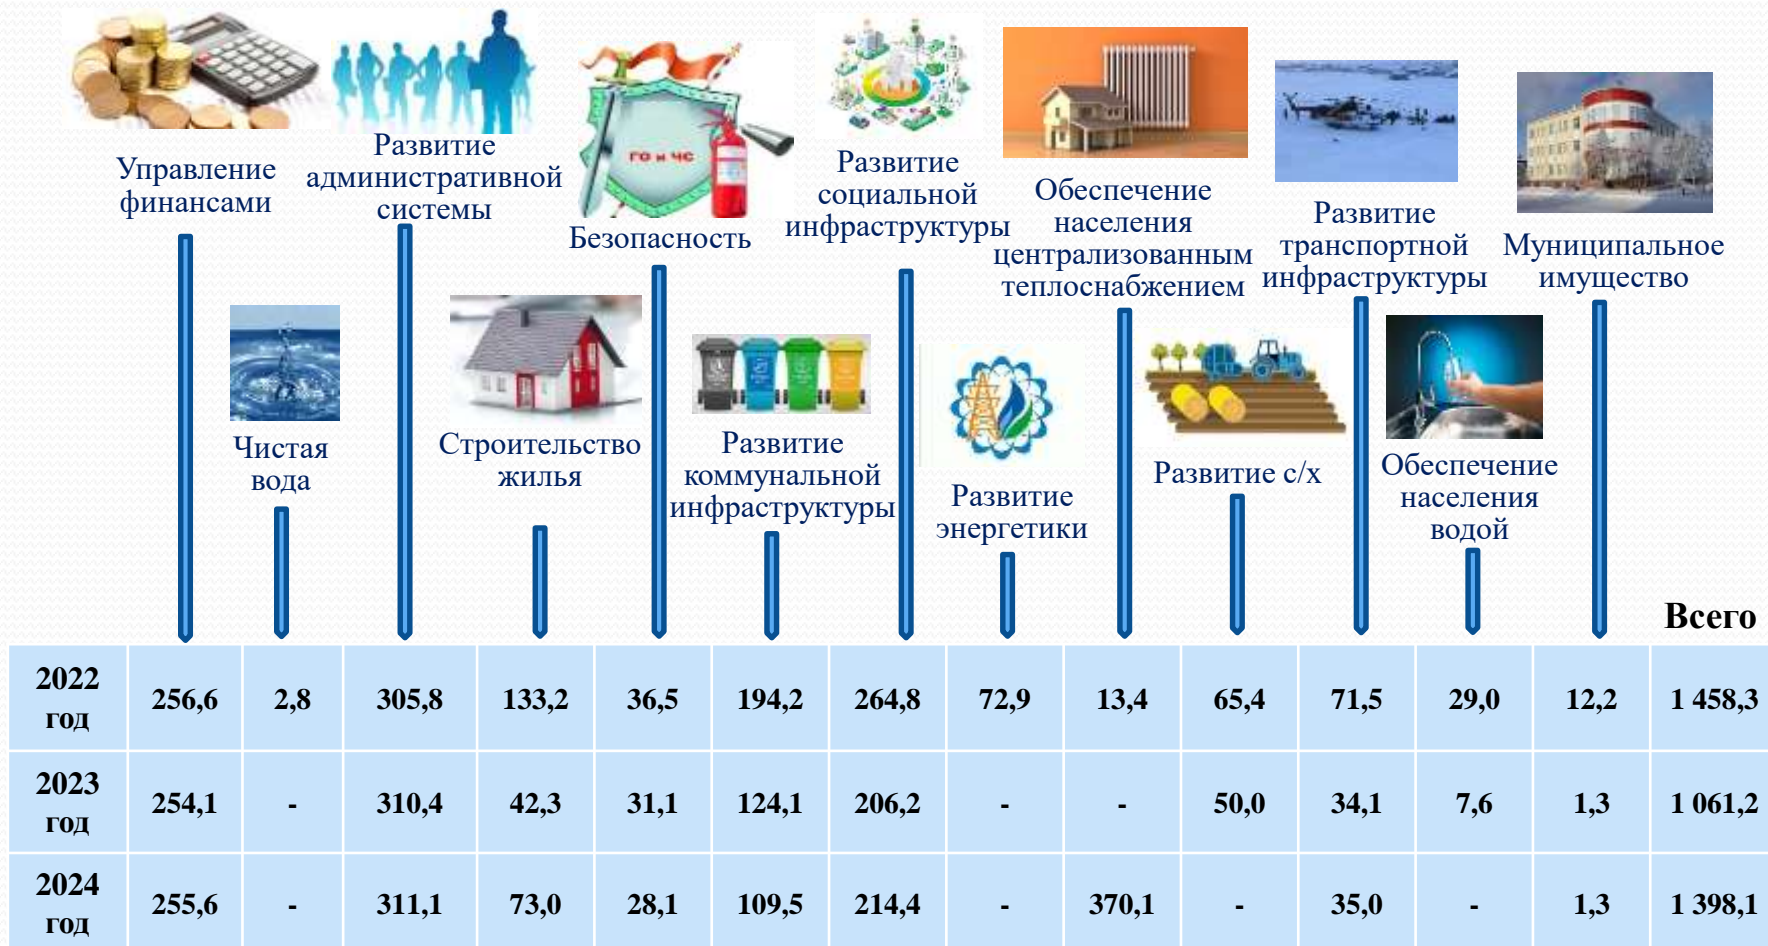 Управление
финансами
Развитие
административной
системы
ГО и ЧС
Безопасность
Развитие
социальной
инфраструктуры
Обеспечение
населения
централизованным
теплоснабжением
Развитие
транспортной
инфраструктуры
Муниципальное
имущество
Чистая
вода
Строительство
жилья
Развитие
коммунальной
инфраструктуры
Развитие
энергетики
Развитие с/х
Обеспечение
населения
водой
Всего
2022 год 256,6 2,8 305,8 133,2 36,5 194,2 264,8 72,9 13,4 65,4 71,5 29,0 12,2 1 458,3
2023 год 254,1 - 310,4 42,3 31,1 124,1 206,2 - - 50,0 34,1 7,6 1,3 1 061,2
2024 год 255,6 - 311,1 73,0 28,1 109,5 214,4 - 370,1 - 35,0 - 1,3 1 398,1